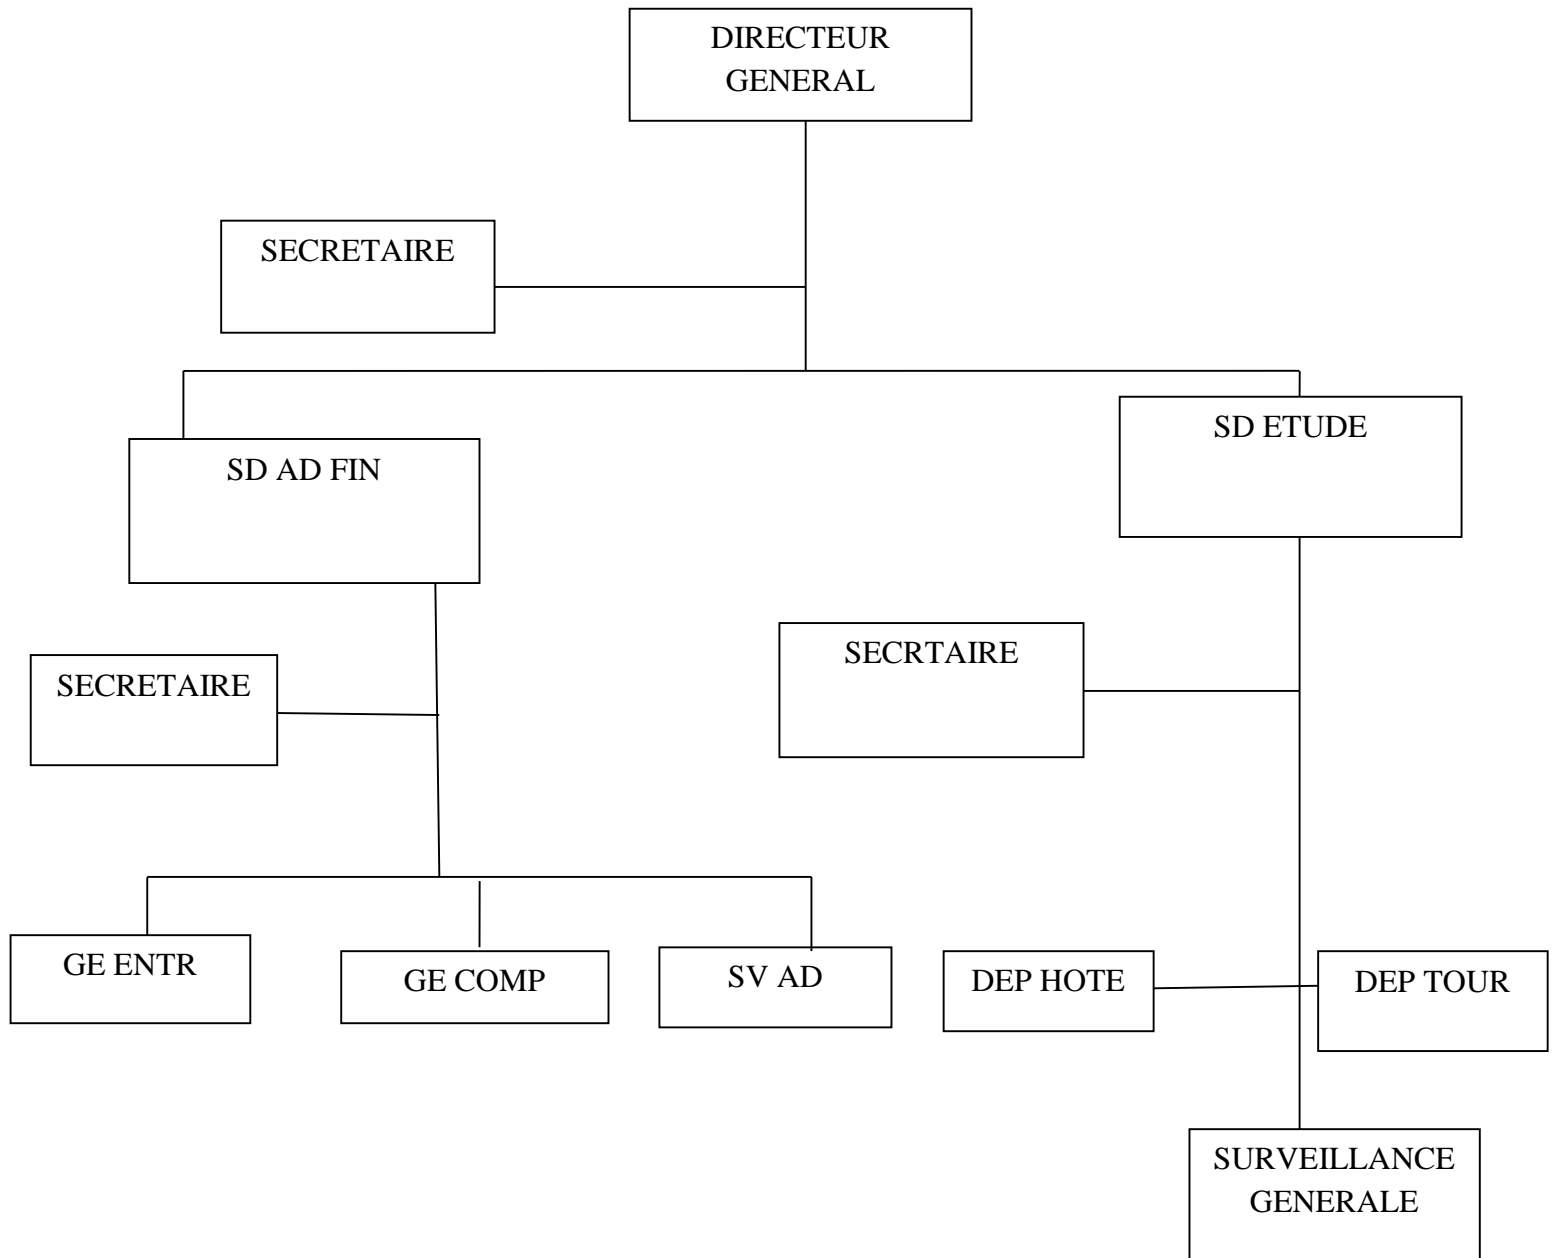 DIRECTEUR
GENERAL
SECRETAIRE
SD ETUDE
SD AD FIN
SECRTAIRE
SECRETAIRE
GE ENTR
GE COMP
SV AD
DEP HOTE
DEP TOUR
SURVEILLANCE
GENERALE